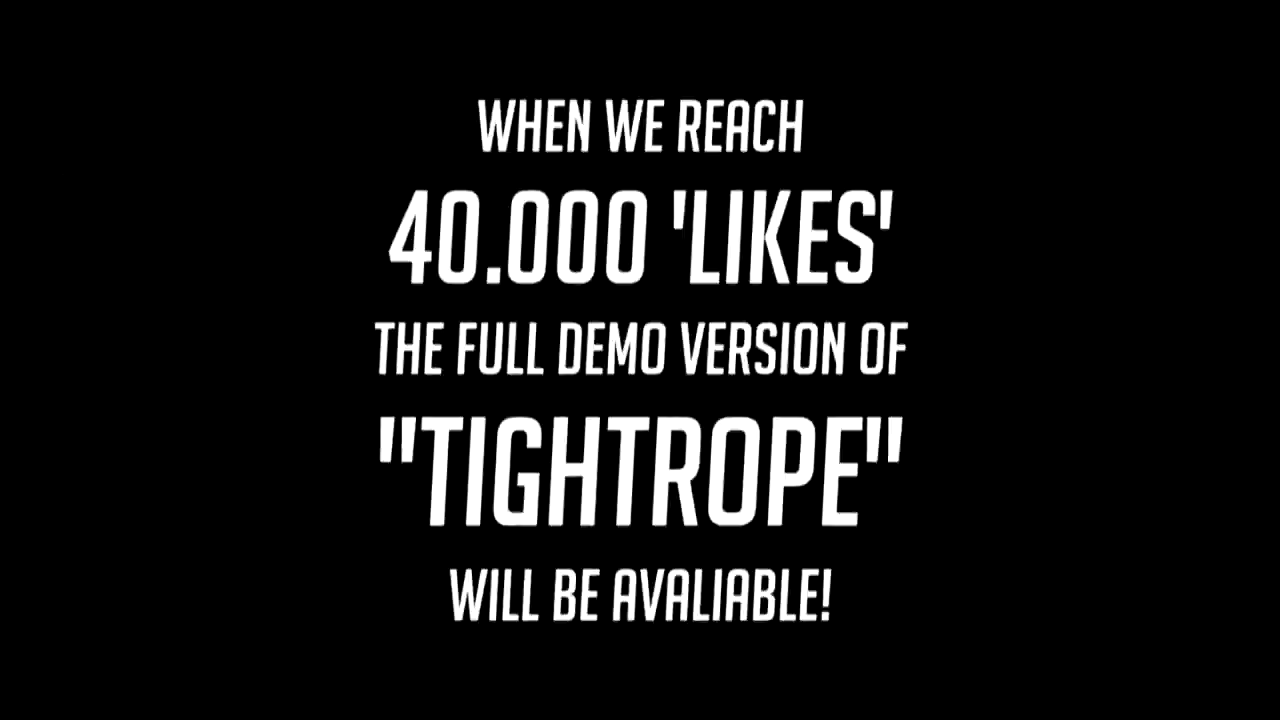 WHEN WE REACH
40.000 'LIKES'
THE FULL DEMO VERSION OF
"TIGHTROPE"
WILL BE AVALIABLE!